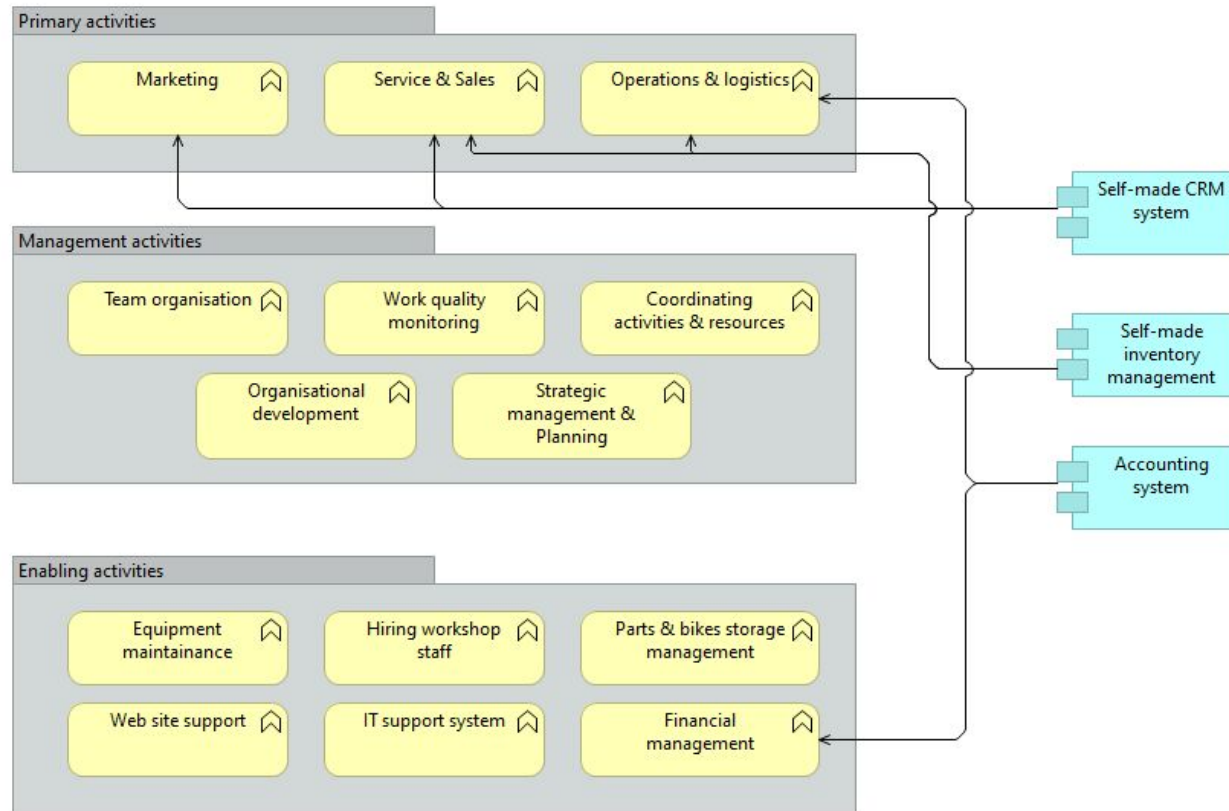 Primary activities
Marketing
Service & Sales
Operations & logistics
Self-made CRM
system
Management activities
Team organisation
Work quality
monitoring
Coordinating
activities & resources
Self-made
inventory
management
Organisational
development
Strategic
management &
Planning
Accounting
system
Enabling activities
Equipment
maintainance
Hiring workshop
staff
Parts & bikes storage
management
Web site support
IT support system
Financial
management